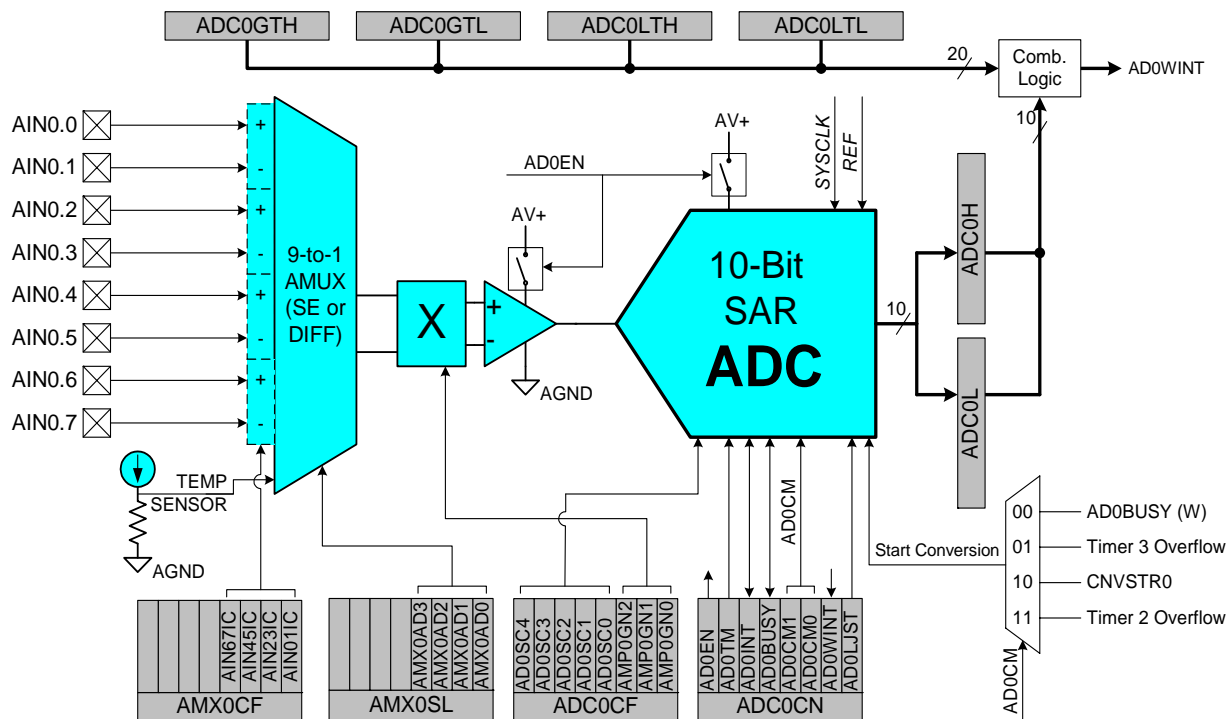 ADC0GTH
ADC0GTL
ADC0LTH
ADC0LTL
20
Comb.
Logic
AD0WINT
10
AIN0.0
AIN0.1
AIN0.2
AIN0.3
AIN0.4
AIN0.5
AIN0.6
AIN0.7
+
-
+
-
+
-
+
-
9-to-1
AMUX
(SE or
DIFF)
X
+
-
AV+
AD0EN
AV+
AGND
SYSCLK
REF
10-Bit
SAR
ADC
10
ADC0H
ADC0L
TEMP
SENSOR
AGND
AD0CM
Start Conversion
00
01
10
11
AD0BUSY (W)
Timer 3 Overflow
CNVSTR0
Timer 2 Overflow
AD0CM
AIN67IC
AIN45IC
AIN23IC
AIN01IC
AMX0CF
AMX0AD3
AMX0AD2
AMX0AD1
AMX0AD0
AMX0SL
AD0SC4
AD0SC3
AD0SC2
AD0SC1
AD0SC0
AMP0GN2
AMP0GN1
AMP0GN0
ADC0CF
AD0EN
AD0TM
AD0INT
AD0BUSY
AD0CM1
AD0CM0
AD0WINT
AD0LJST
ADC0CN